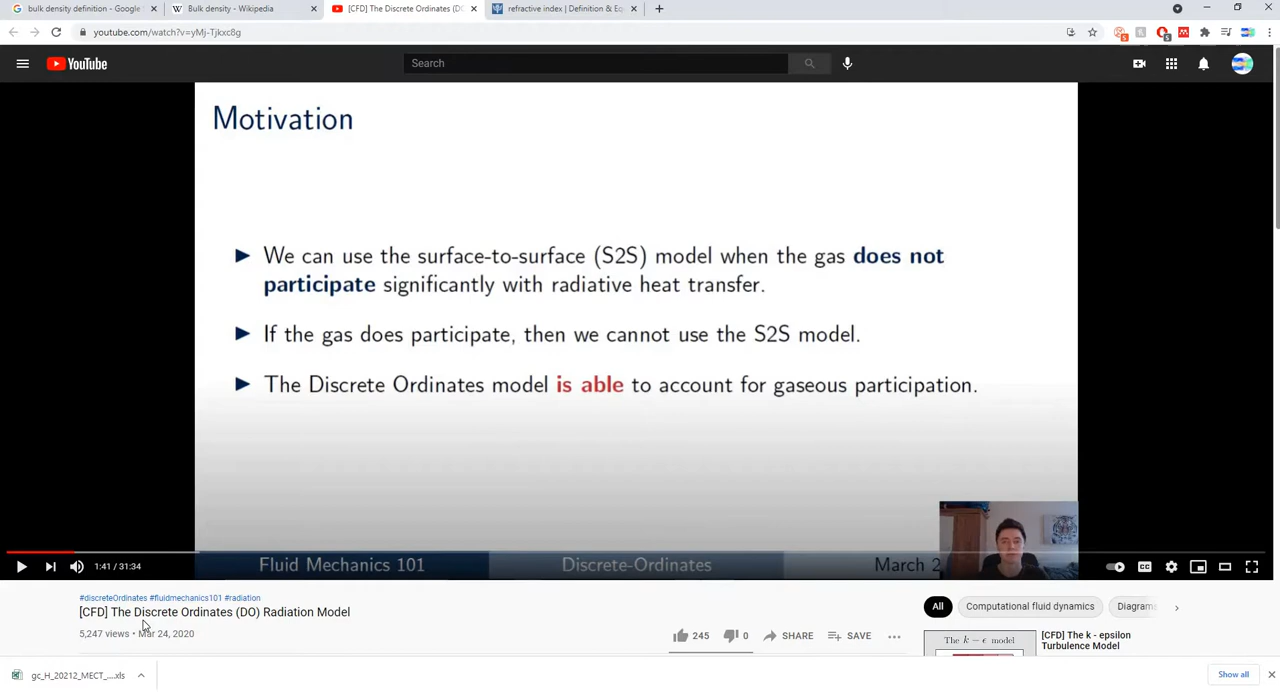 bulk density definition - Google
Bulk density - Wikipedia
[CFD] The Discrete Ordinates (DO
refractive index | Definition & Eq
youtube.com/watch?v=yMj-Tjkxc8g
YouTube
Search
Motivation
We can use the surface-to-surface (S2S) model when the gas does not
participate significantly with radiative heat transfer.
If the gas does participate, then we cannot use the S2S model.
The Discrete Ordinates model is able to account for gaseous participation.
Fluid Mechanics 101 Discrete-Ordinates March 2
1:41 / 31:34
#discreteOrdinates #fluidmechanics101 #radiation
[CFD] The Discrete Ordinates (DO) Radiation Model
5,247 views • Mar 24, 2020
245 0 SHARE SAVE
All Computational fluid dynamics Diagrams
The k − ϵ model
[CFD] The k - epsilon
Turbulence Model
gc_H_20212_MECT_....xls
Show all